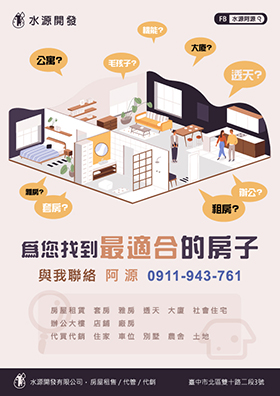 水源開發
FB 水源阿源
鐘點?
大廈?
公寓?
毛孩子?
透天?
雅房?
套房?
辦公?
租房?
為您找到最適合的房子
與我聯絡 阿源 0911-943-761
房屋租賃 套房 雅房 透天 大廈 社會住宅
辦公大樓 店鋪 廠房
代買代銷 住家 車位 別墅 農舍 土地
水源開發有限公司・房屋租售/代管/代銷
臺中市北區雙十路二段3號